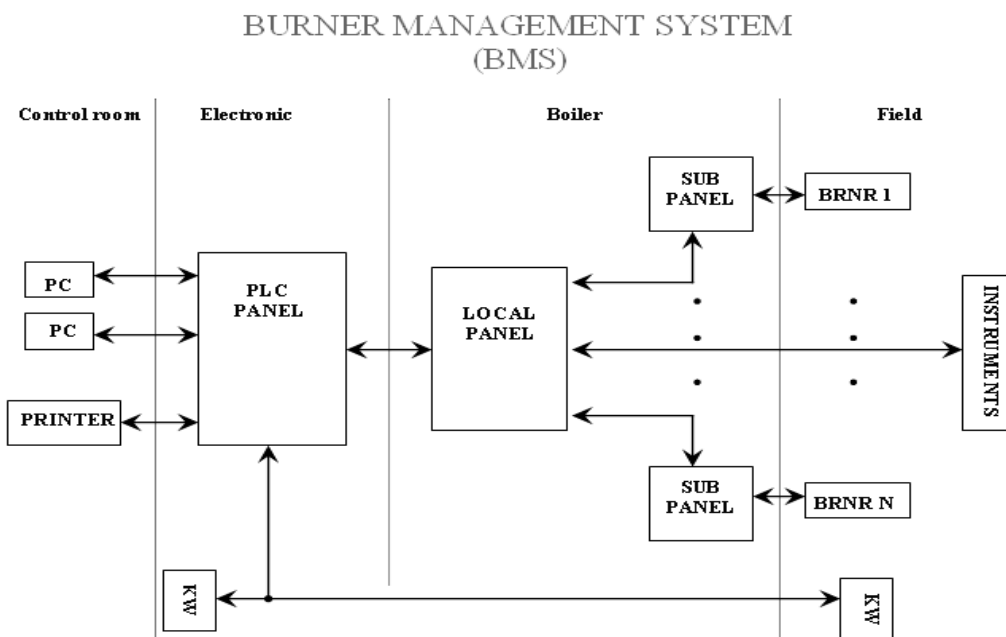 BURNER MANAGEMENT SYSTEM
(BMS)
Control room
Electronic
Boiler
Field
SUB
PANEL
BRNR 1
PC
PLC
PANEL
PC
LOCAL
PANEL
INSTRUMENTS
PRINTER
SUB
PANEL
BRNR N
KW
KW